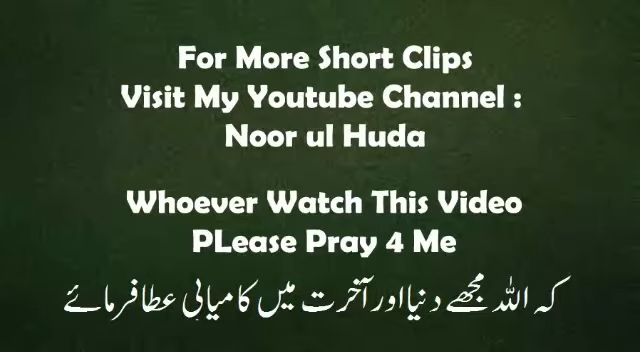 For More Short Clips
Visit My Youtube Channel :
Noor ul Huda
Whoever Watch This Video
PLease Pray 4 Me
کہ اللہ مجھے دنیا اور آخرت میں کامیابی عطا فرمائے